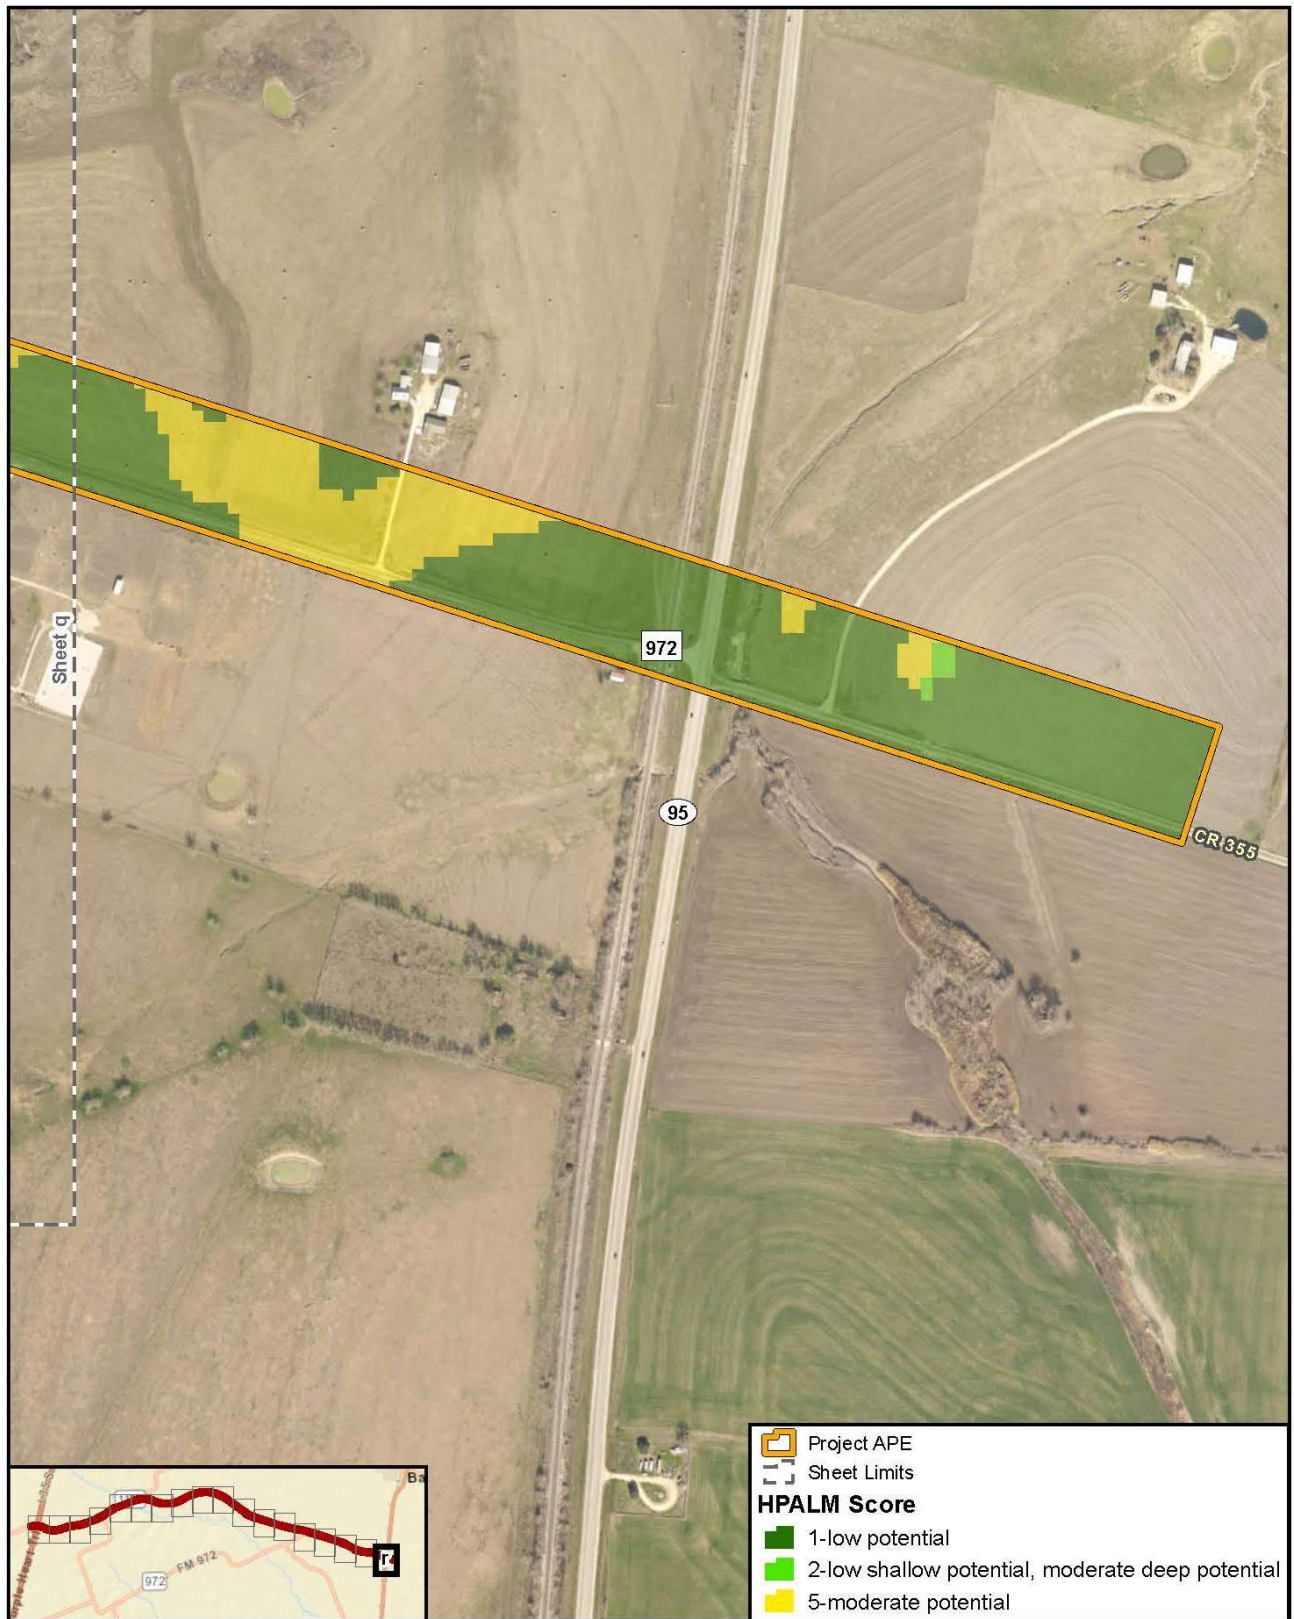 Sheet q
972
95
CR 355
Project APE
Sheet Limits
HPALM Score
1-low potential
2-low shallow potential, moderate deep potential
5-moderate potential
Ba
r
FM 972
972